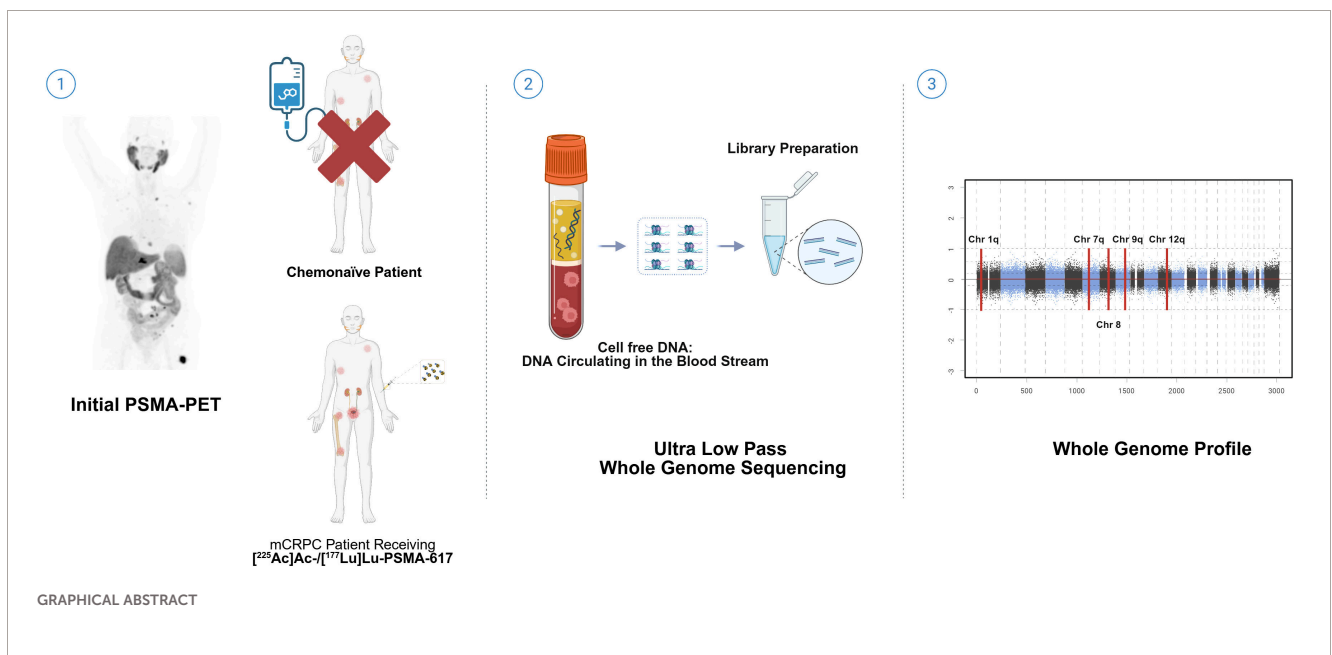 1
Initial PSMA-PET
Chemonaïve Patient
mCRPC Patient Receiving
[²²⁵Ac]Ac-/[¹⁷⁷Lu]Lu-PSMA-617
2
Library Preparation
Cell free DNA:
DNA Circulating in the Blood Stream
Ultra Low Pass
Whole Genome Sequencing
3
3
2
1
0
-1
-2
-3
Chr 1q Chr 7q Chr 9q Chr 12q
Chr 8
0 500 1000 1500 2000 2500 3000
Whole Genome Profile
GRAPHICAL ABSTRACT